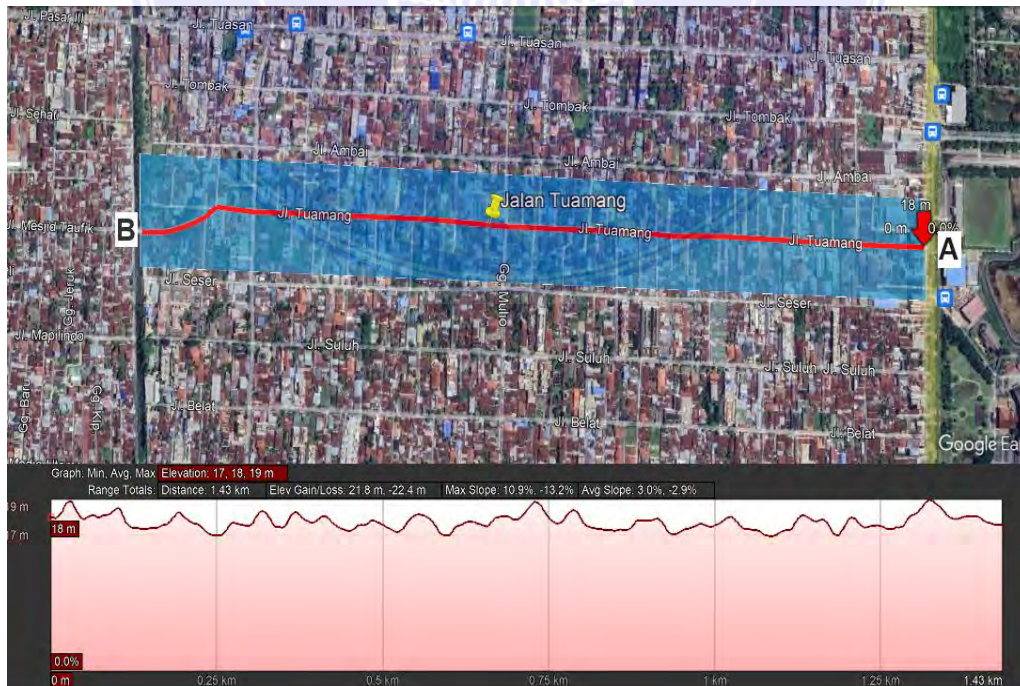 Jl. Pasar III
Jl. Tuasan
Jl. Tuasan
Jl. Tuasan
Jl. Tombak
Jl. Tombak
Jl. Tombak
Jl. Sehat
Jl. Ambai
Jl. Ambai
Jl. Ambai
Jalan Tuamang
18 m
0 m 0.0%
Jl. Tuamang
Jl. Tuamang
Jl. Tuamang
B
A
Jl. Mesjid Taufik
Gg. Jeruk
Jl. Seser
Gg. Mulio
Jl. Seser
Jl. Mapilindo
Jl. Suluh
Jl. Suluh
Jl. Suluh
Jl. Suluh
Gg. Baru
Gg. Klp
Jl. Belat
Jl. Belat
Jl. Belat
Google Ea
Graph: Min, Avg, Max Elevation: 17, 18, 19 m
Range Totals: Distance: 1.43 km Elev Gain/Loss: 21.8 m, -22.4 m Max Slope: 10.9%, -13.2% Avg Slope: 3.0%, -2.9%
19 m
18 m
17 m
0.0%
0 m 0.25 km 0.5 km 0.75 km 1 km 1.25 km 1.43 km